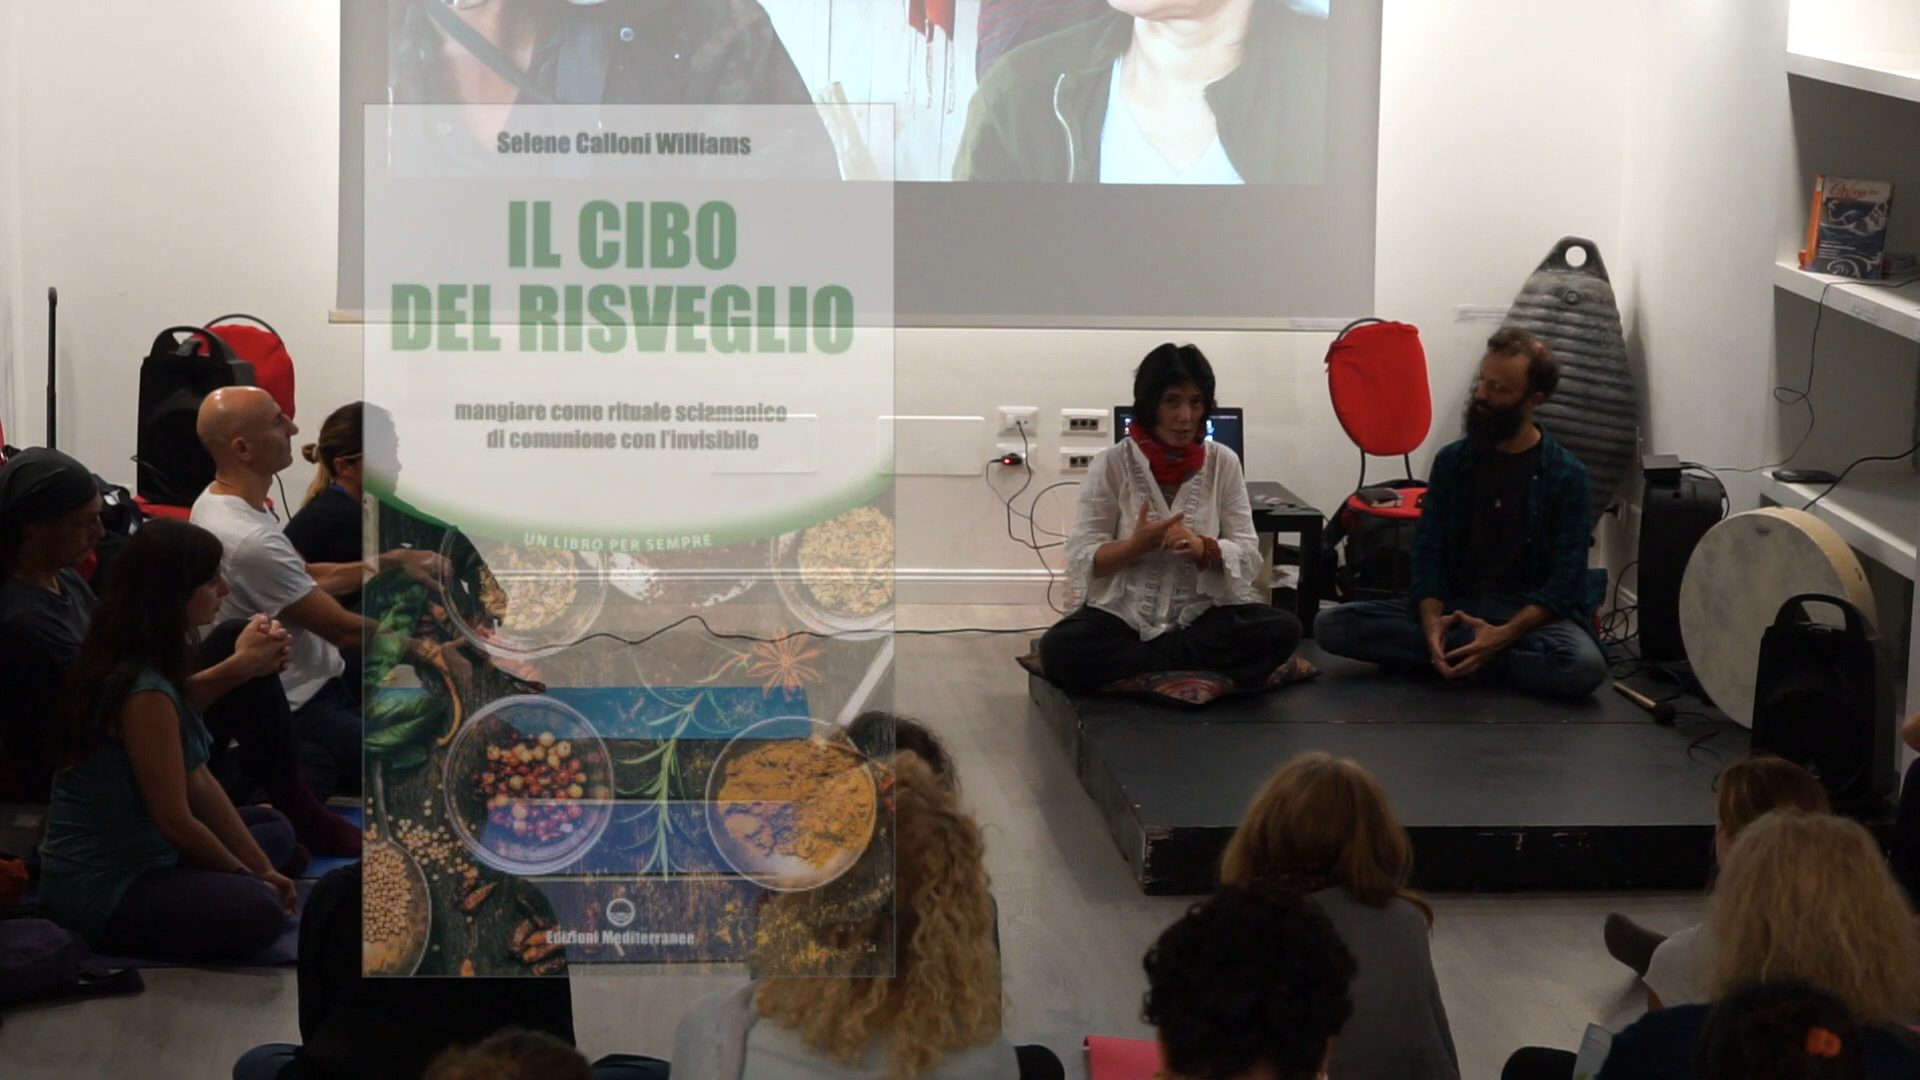 Selene Calloni Williams
IL CIBO
DEL RISVEGLIO
mangiare come rituale sciamanico
di comunione con l'invisibile
UN LIBRO PER SEMPRE
Edizioni Mediterranee